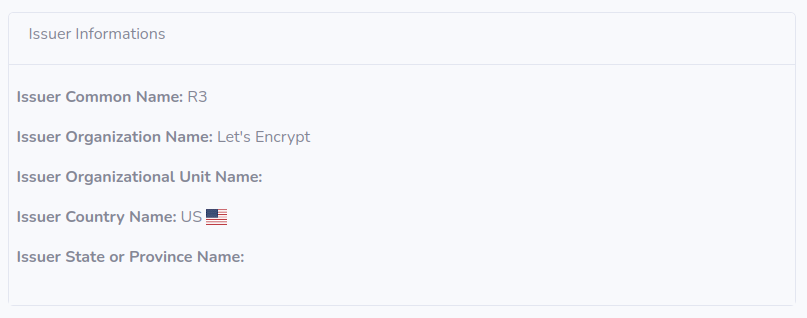 Issuer Informations
Issuer Common Name: R3
Issuer Organization Name: Let's Encrypt
Issuer Organizational Unit Name:
Issuer Country Name: US
Issuer State or Province Name: